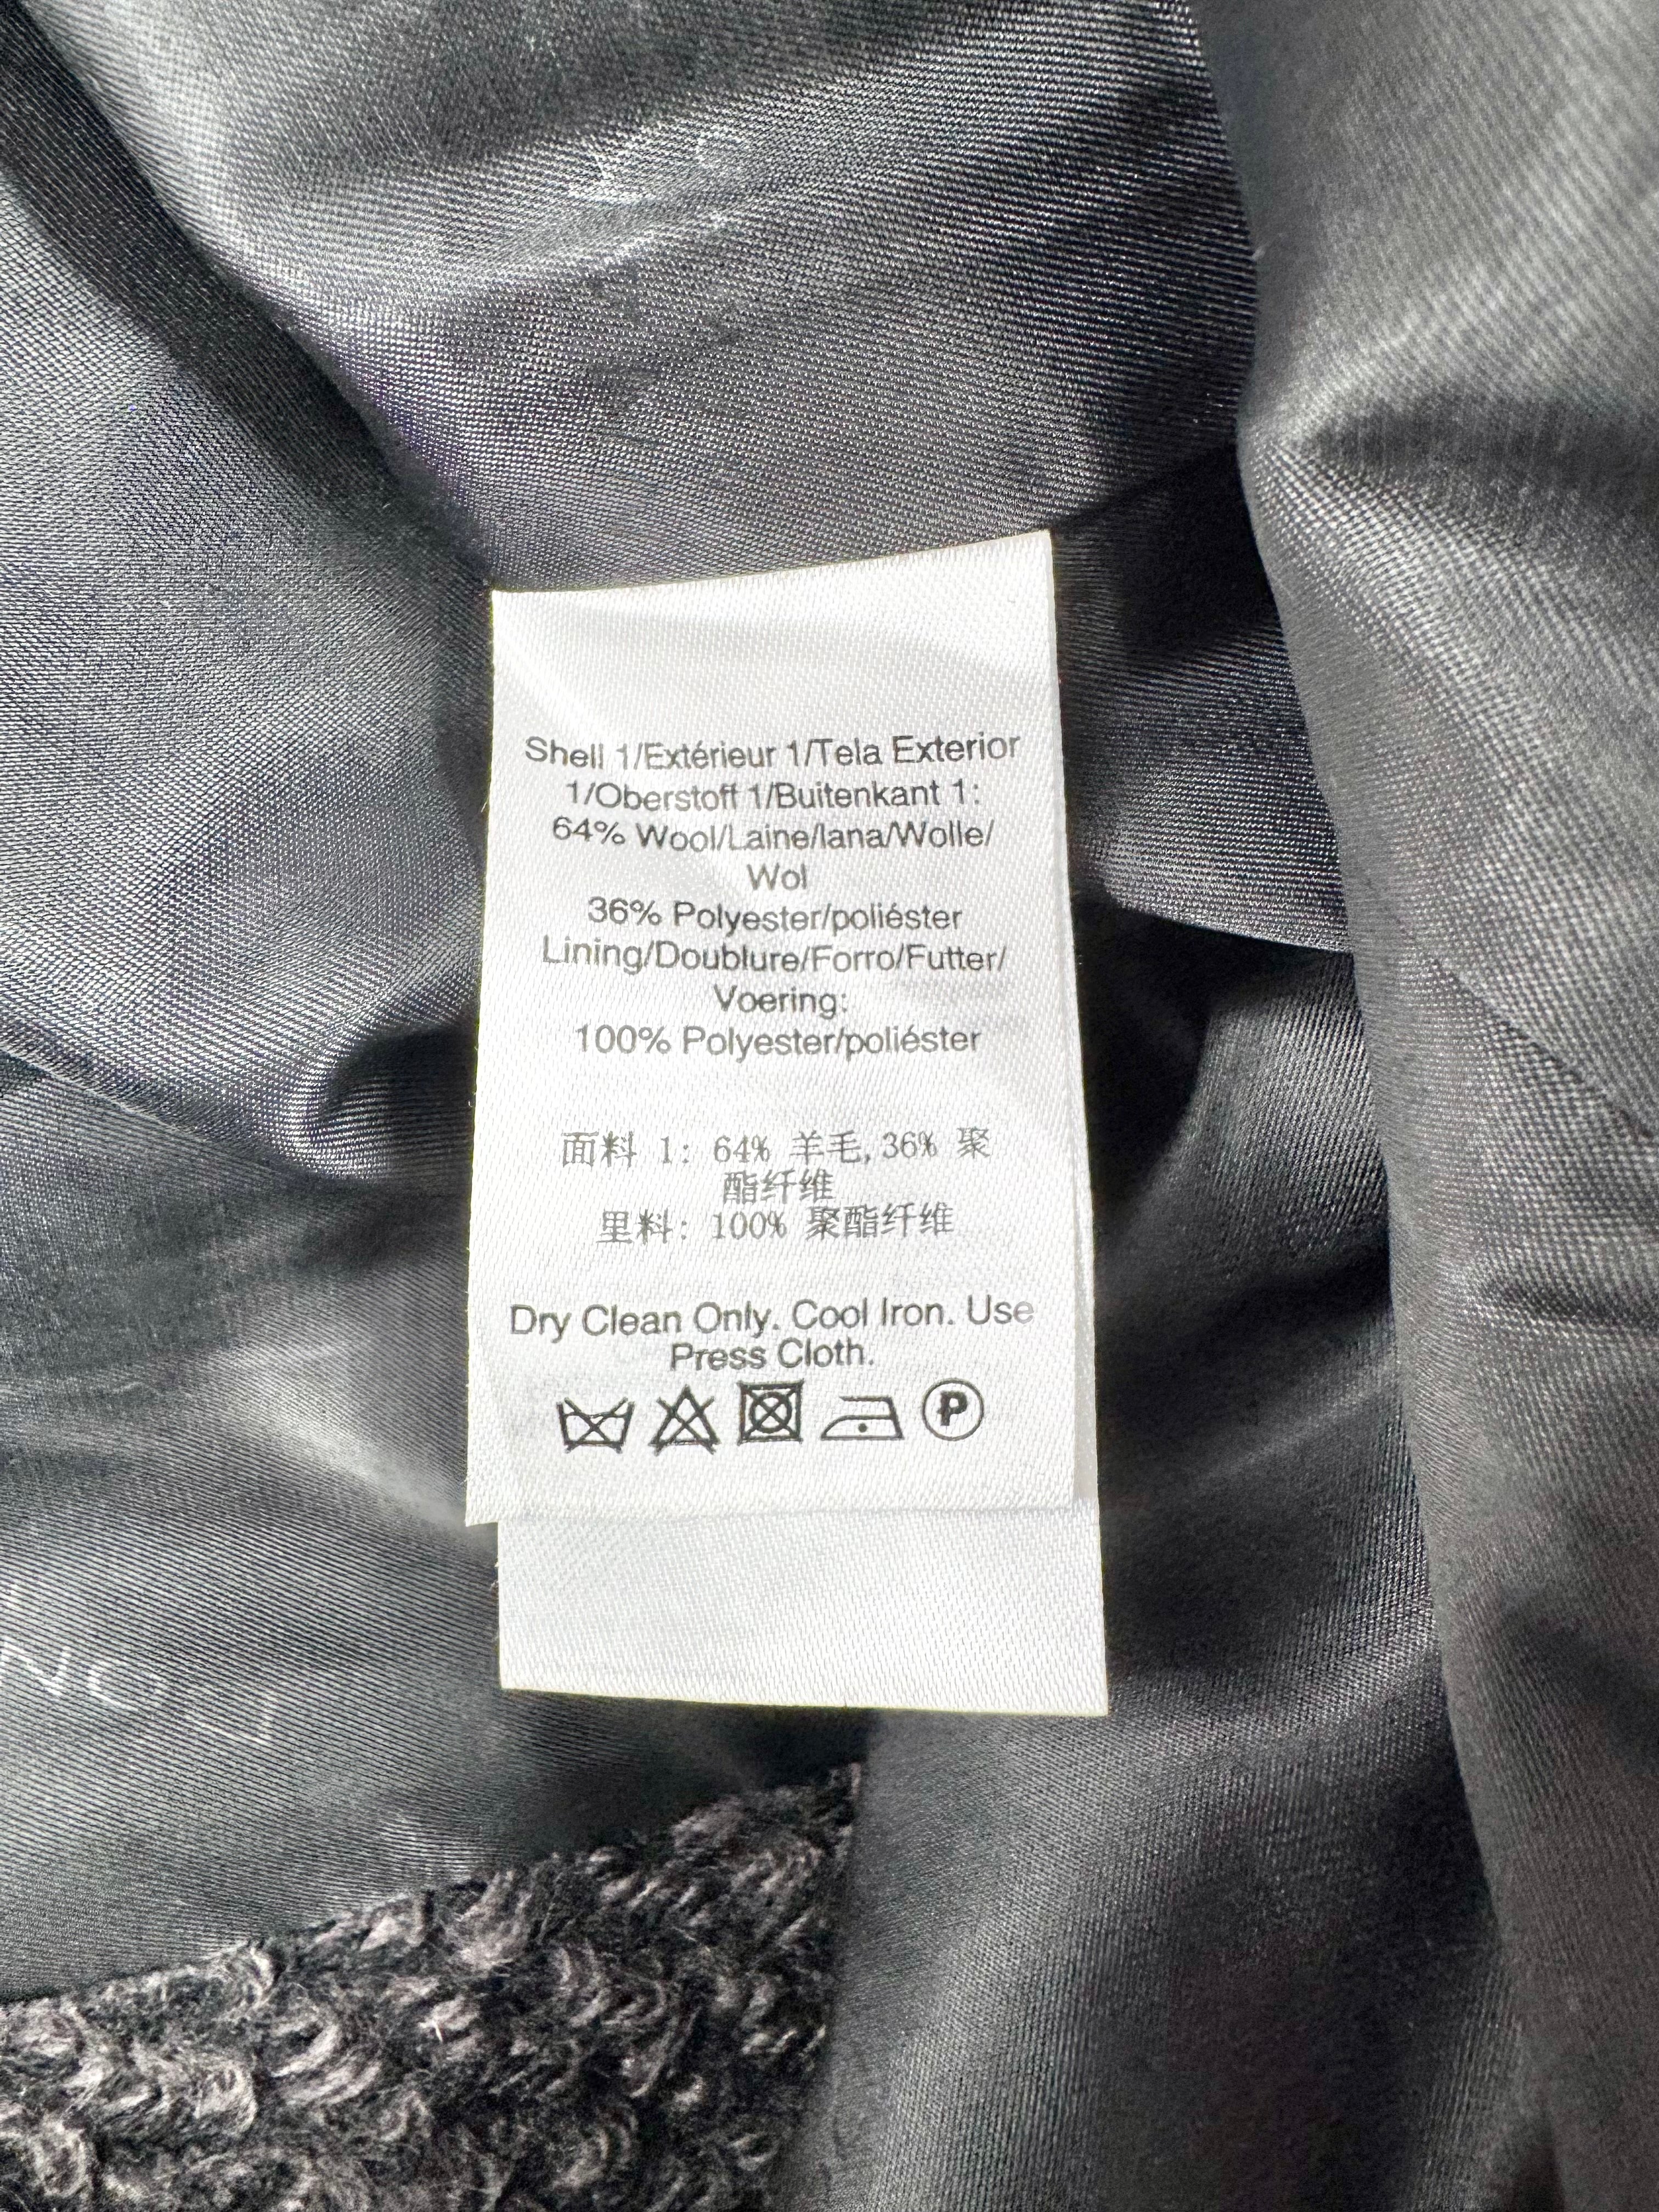 Shell 1/Extérieur 1/Tela Exterior
1/Oberstoff 1/Buitenkant 1:
64% Wool/Laine/lana/Wolle/
Wol
36% Polyester/poliéster
Lining/Doublure/Forro/Futter/
Voering:
100% Polyester/poliéster
面料 1: 64% 羊毛, 36% 聚
酯纤维
里料: 100% 聚酯纤维
Dry Clean Only. Cool Iron. Use
Press Cloth.
P